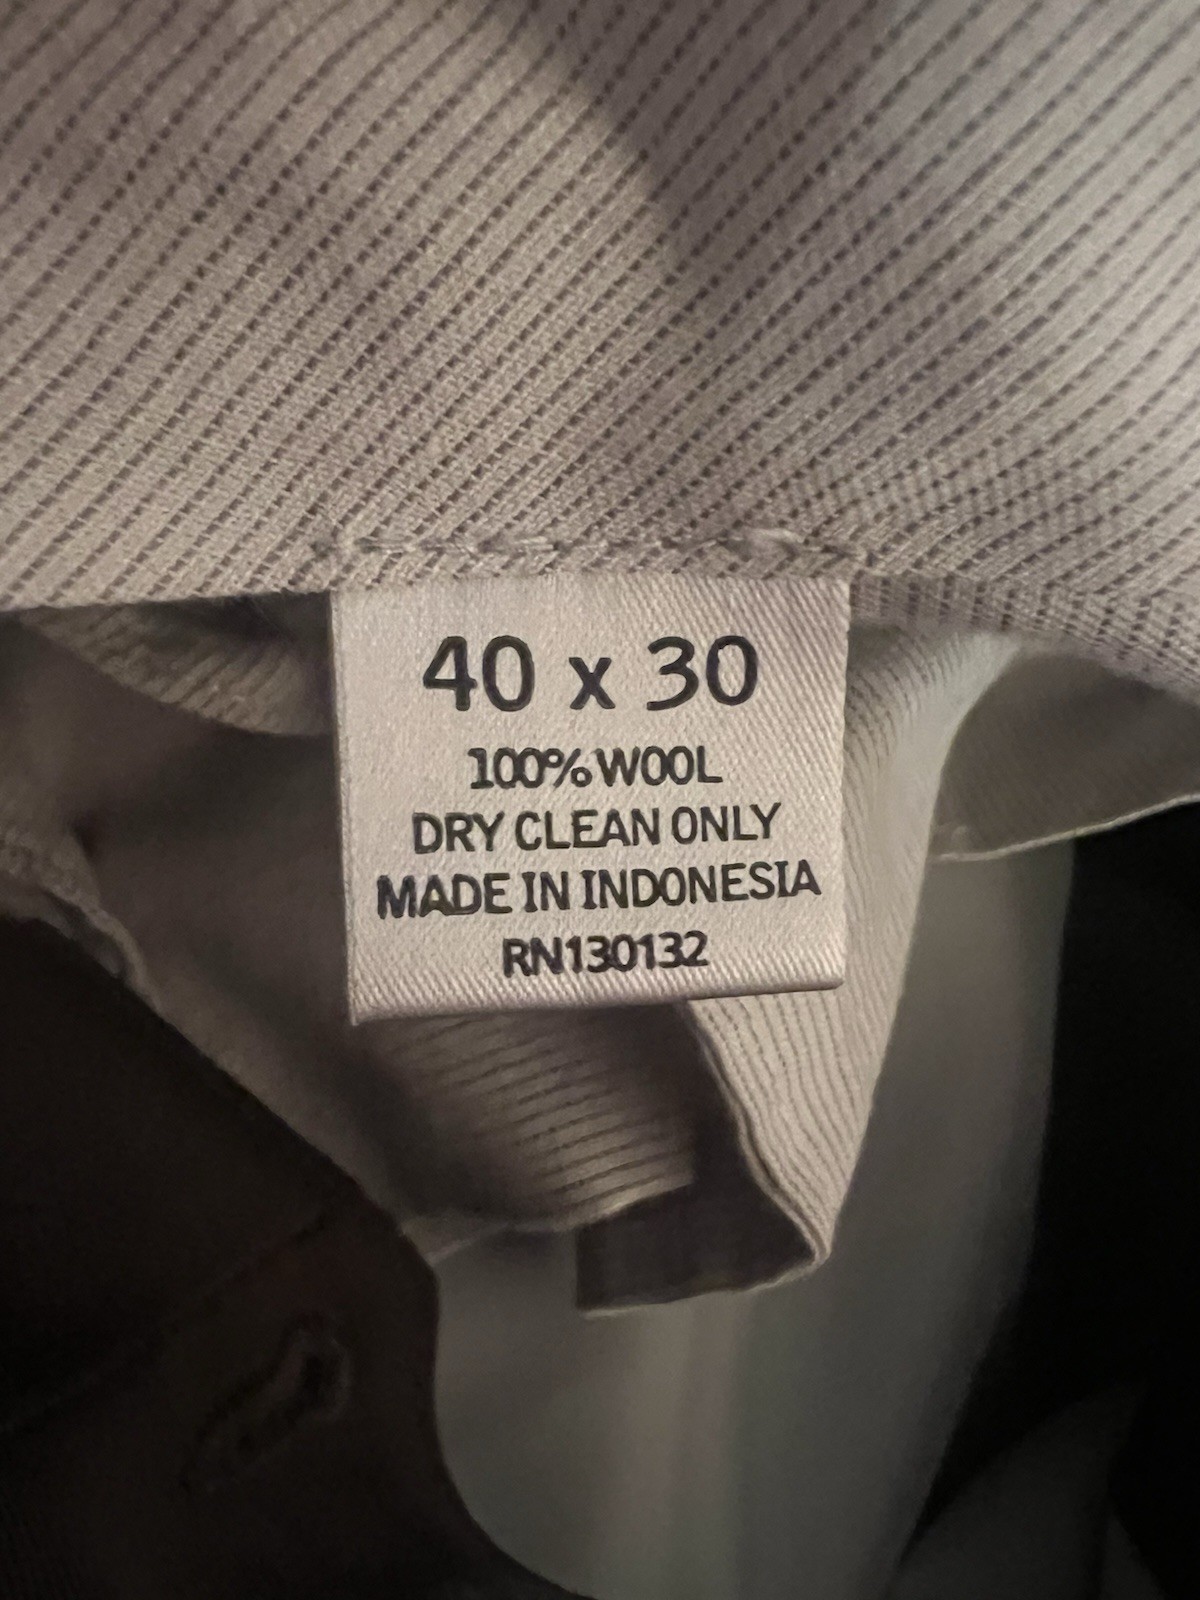 40 x 30
100% WOOL
DRY CLEAN ONLY
MADE IN INDONESIA
RN130132